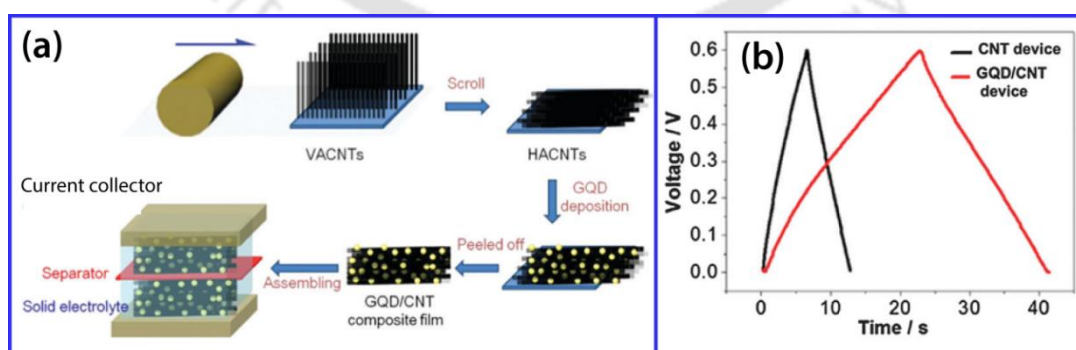 (a)
Scroll
VACNTs
HACNTs
GQD
deposition
Current collector
Peeled off
Separator
Assembling
Solid electrolyte
GQD/CNT
composite film
(b)
CNT device
GQD/CNT
device
Voltage / V
0.6
0.5
0.4
0.3
0.2
0.1
0.0
0 10 20 30 40
Time / s